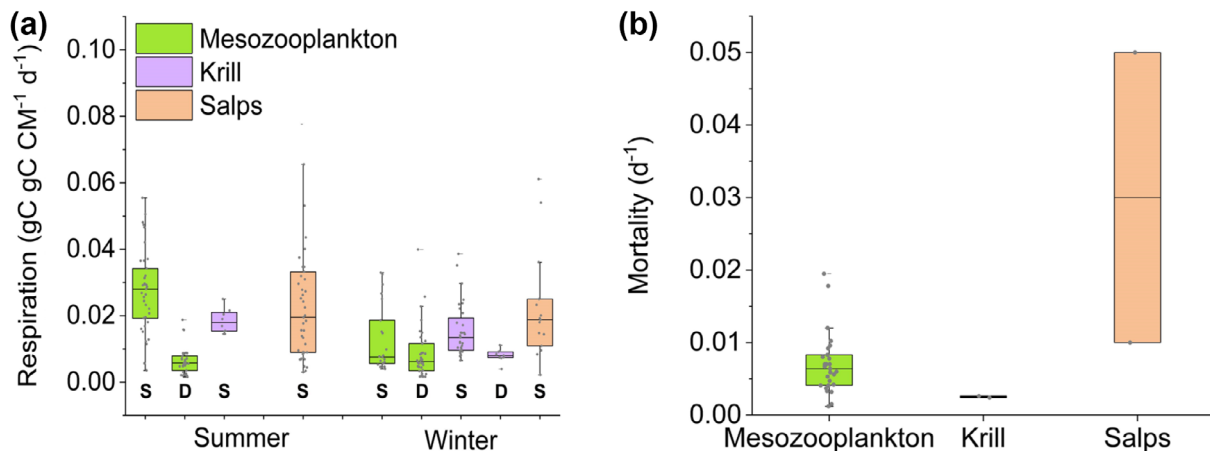 (a)
Respiration (gC gC CM⁻¹ d⁻¹)
0.10
0.08
0.06
0.04
0.02
0.00
Mesozooplankton
Krill
Salps
S D S S S D S D S
Summer Winter
(b)
Mortality (d⁻¹)
0.05
0.04
0.03
0.02
0.01
0.00
Mesozooplankton Krill Salps